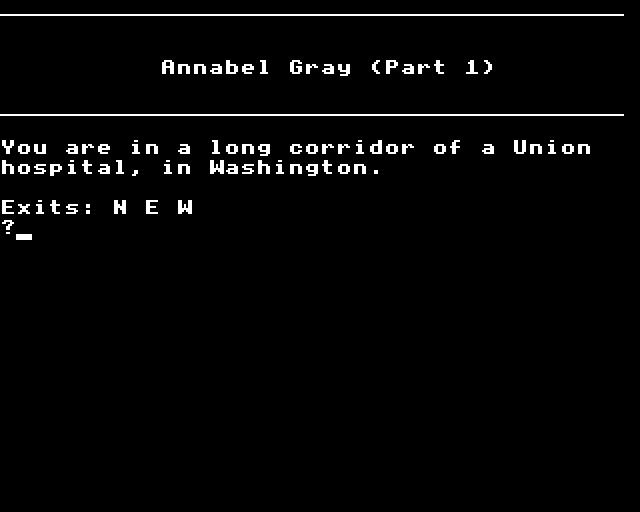 Annabel Gray (Part 1)
You are in a long corridor of a Union
hospital, in Washington.
Exits: N E W
?_